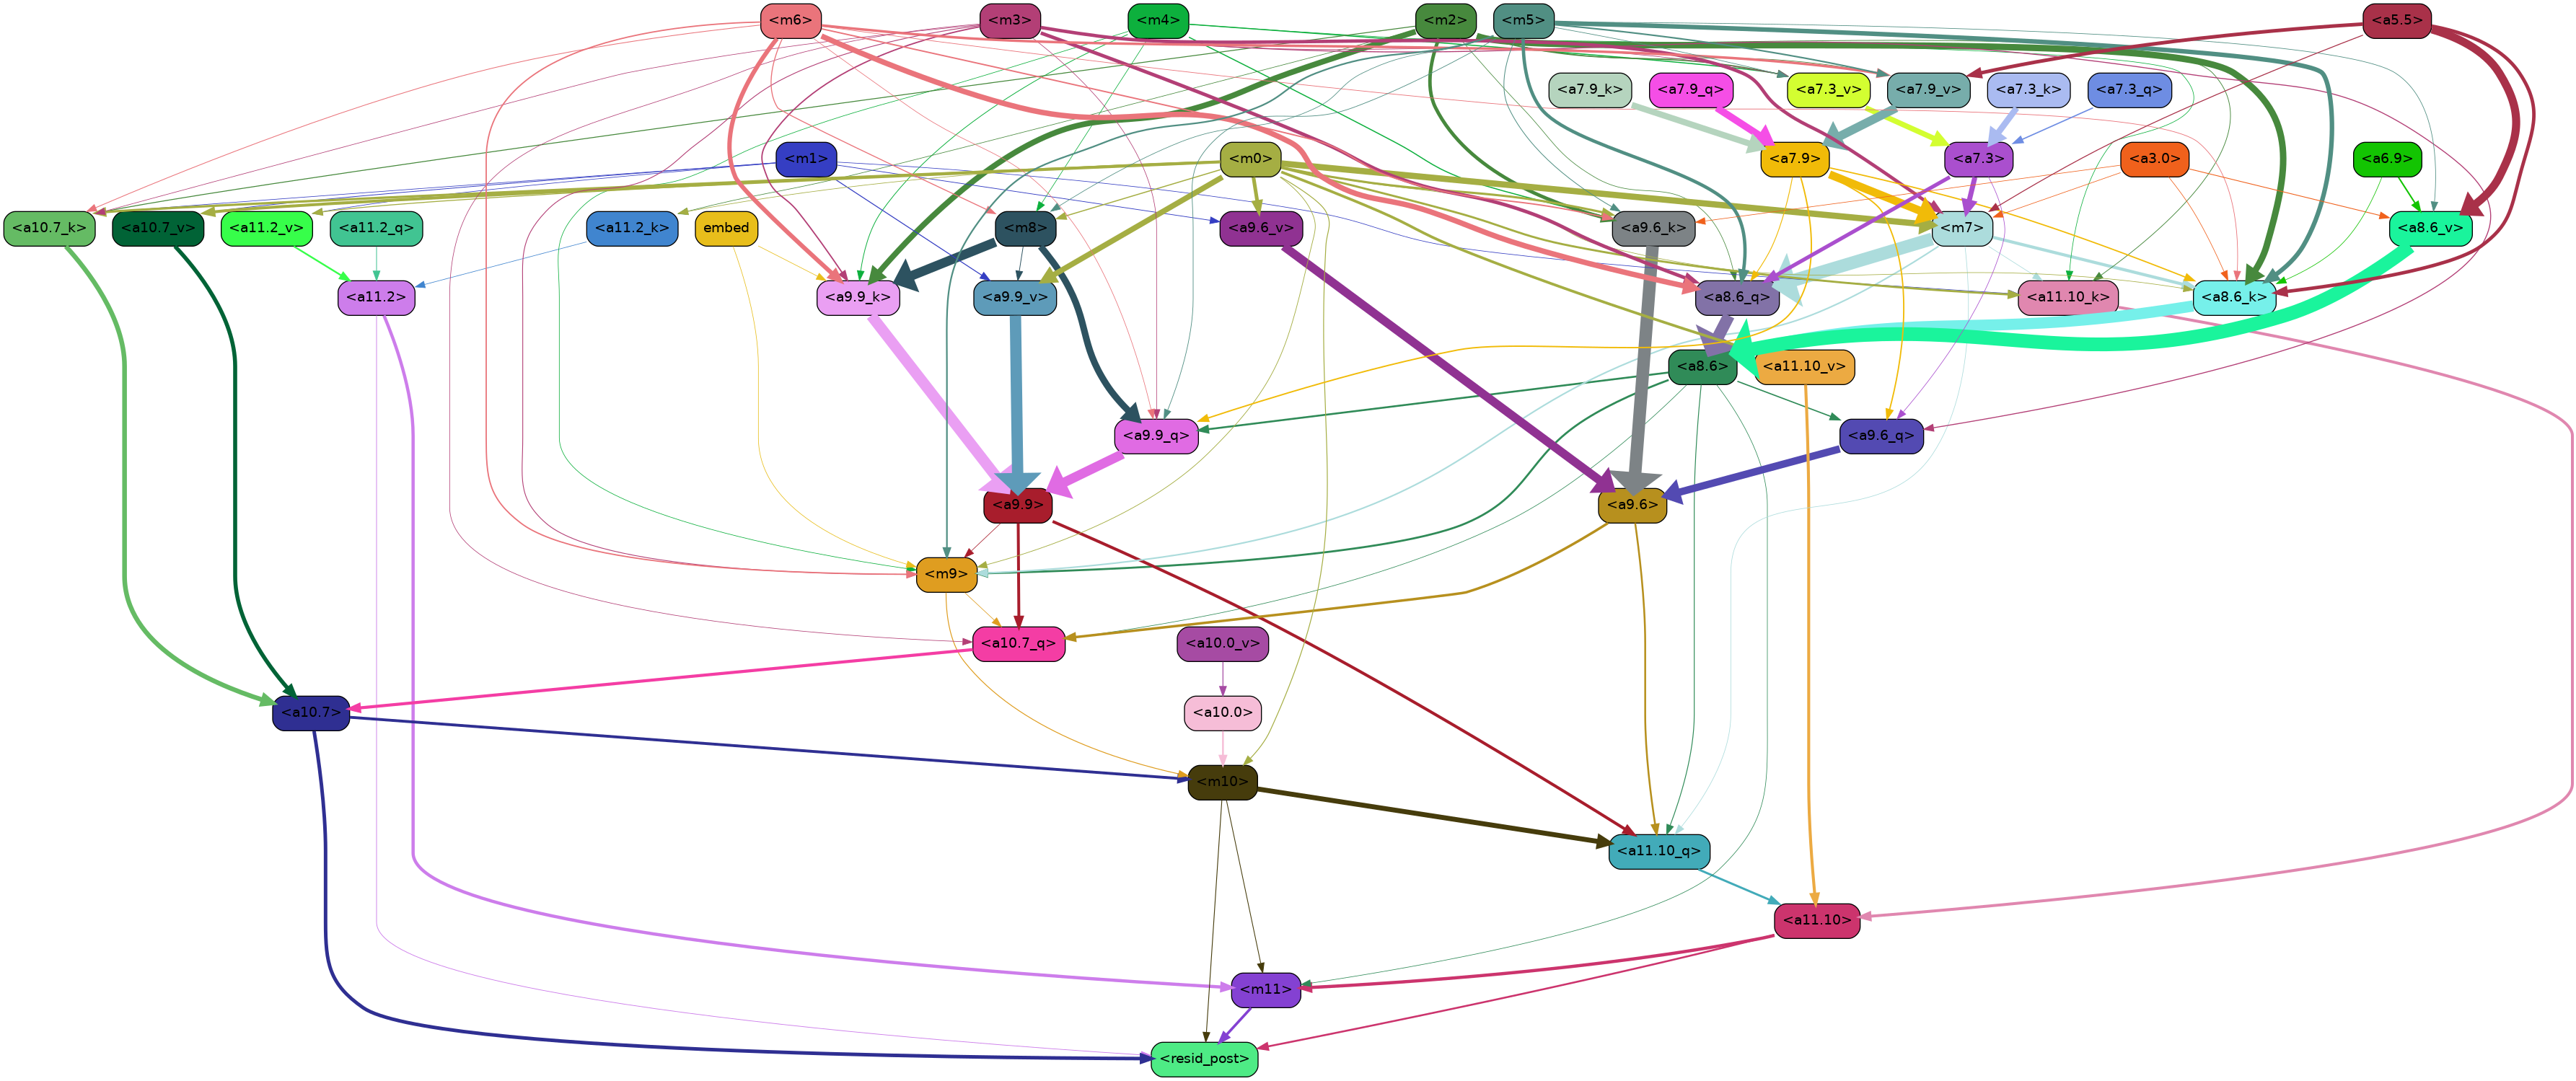 <m6> <m3> <m4> <m2> <m5> <a5.5>
<a7.9_k> <a7.9_q> <a7.3_v> <a7.9_v> <a7.3_k> <a7.3_q>
<m1> <m0> <a7.9> <a7.3> <a3.0> <a6.9>
<a10.7_k> <a10.7_v> <a11.2_v> <a11.2_q> <a11.2_k> embed <m8> <a9.6_v> <a9.6_k> <m7> <a8.6_v>
<a11.2> <a9.9_k> <a9.9_v> <a8.6_q> <a11.10_k> <a8.6_k>
<a8.6> <a11.10_v>
<a9.9_q> <a9.6_q>
<a9.9> <a9.6>
<m9>
<a10.7_q> <a10.0_v>
<a10.7> <a10.0>
<m10>
<a11.10_q>
<a11.10>
<m11>
<resid_post>